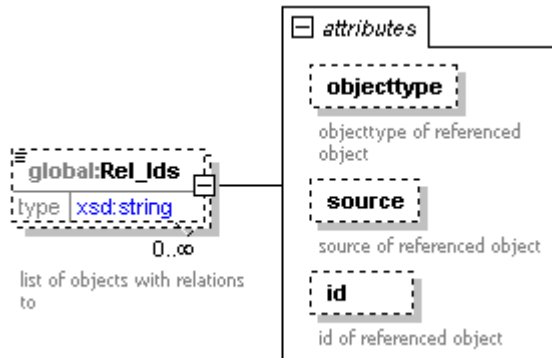 attributes
objecttype
objecttype of referenced
object
global:Rel_Ids
type xsd:string
0..∞
list of objects with relations
to
source
source of referenced object
id
id of referenced object